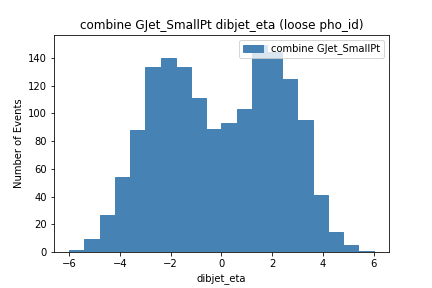 combine GJet_SmallPt dibjet_eta (loose pho_id)
combine GJet_SmallPt
Number of Events
140
120
100
80
60
40
20
0
−6 −4 −2 0 2 4 6
dibjet_eta